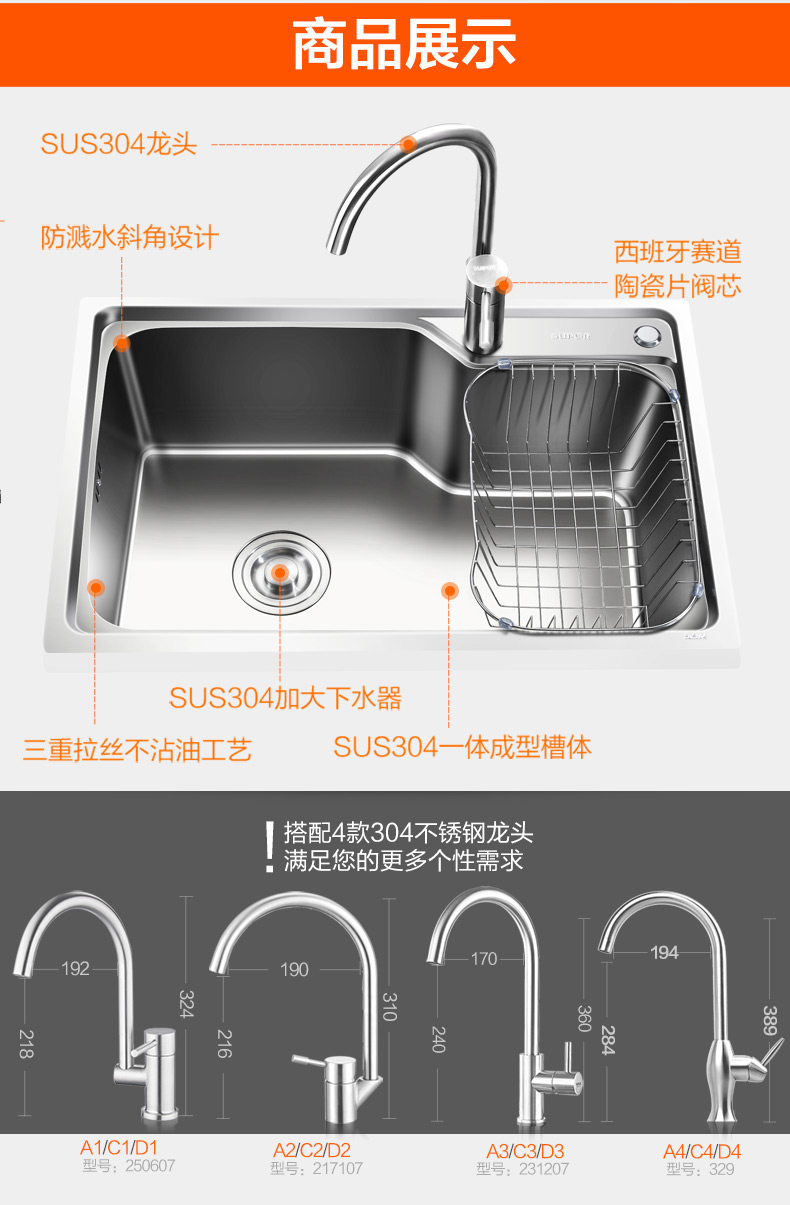 商品展示
SUS304龙头
防溅水斜角设计
西班牙赛道
陶瓷片阀芯
SUS304加大下水器
三重拉丝不沾油工艺
SUS304一体成型槽体
!搭配4款304不锈钢龙头
满足您的更多个性需求
192
324
218
190
310
216
170
360
240
194
389
284
A1/C1/D1
型号：250607
A2/C2/D2
型号：217107
A3/C3/D3
型号：231207
A4/C4/D4
型号：329